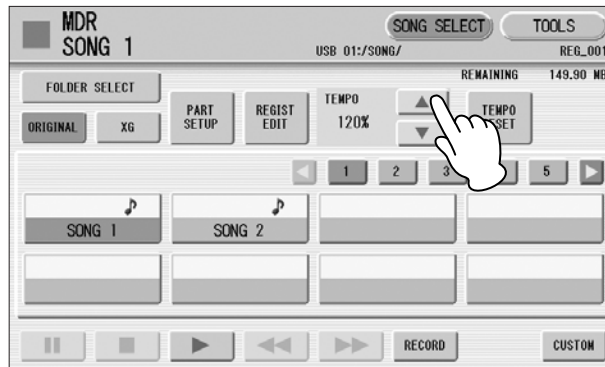 MDR
SONG 1
SONG SELECT
TOOLS
USB 01:/SONG/
REG_001
FOLDER SELECT
REMAINING 149.90 MB
ORIGINAL
XG
PART
SETUP
REGIST
EDIT
TEMPO
120%
TEMPO
1
2
3
5
SONG 1
SONG 2
RECORD
CUSTOM